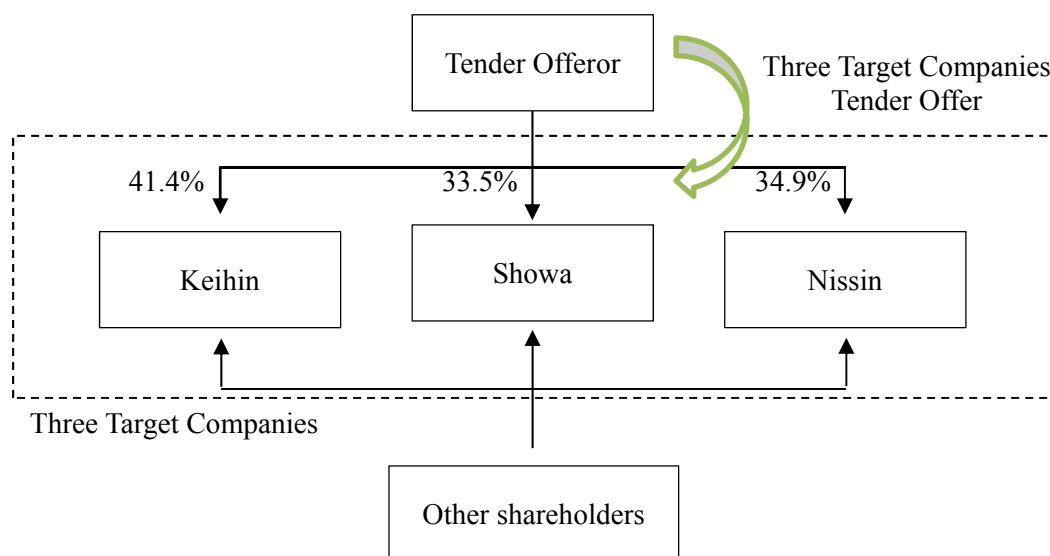 Tender Offeror
Three Target Companies
Tender Offer
41.4%
33.5%
34.9%
Keihin
Showa
Nissin
Three Target Companies
Other shareholders